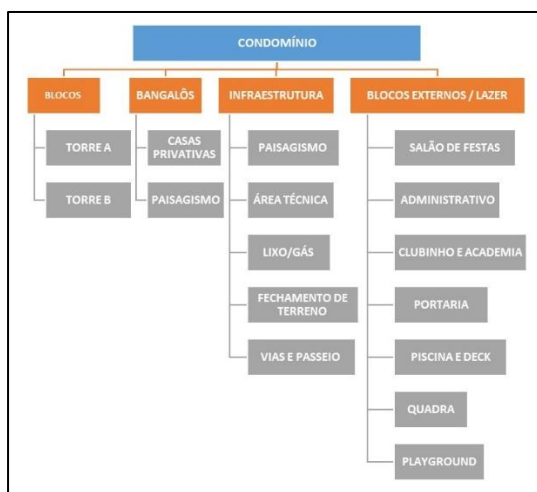 CONDOMÍNIO
BLOCOS
BANGALÔS
INFRAESTRUTURA
BLOCOS EXTERNOS / LAZER
TORRE A
TORRE B
CASAS
PRIVATIVAS
PAISAGISMO
PAISAGISMO
ÁREA TÉCNICA
LIXO/GÁS
FECHAMENTO DE
TERRENO
VIAS E PASSEIO
SALÃO DE FESTAS
ADMINISTRATIVO
CLUBINHO E ACADEMIA
PORTARIA
PISCINA E DECK
QUADRA
PLAYGROUND